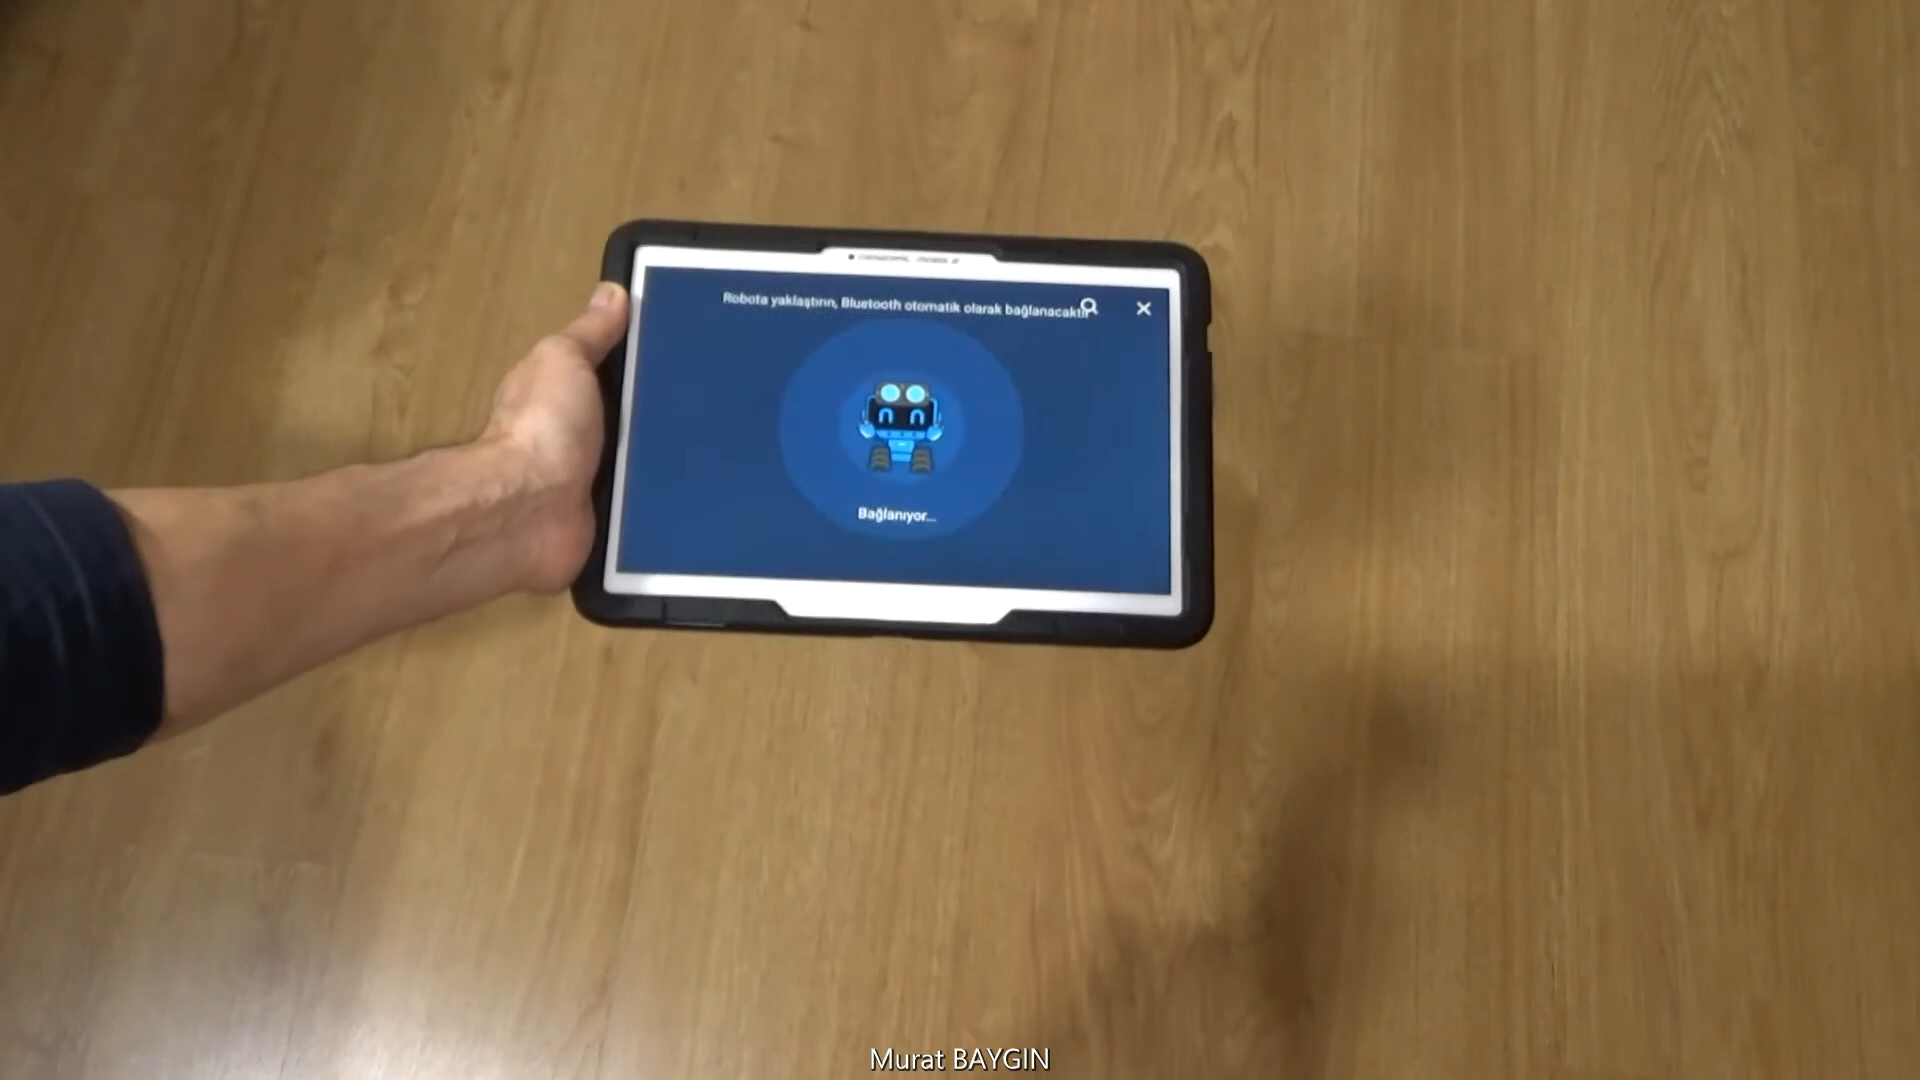 Robota yaklaştırın, Bluetooth otomatik olarak bağlanacaktır
Bağlanıyor...
Murat BAYGIN